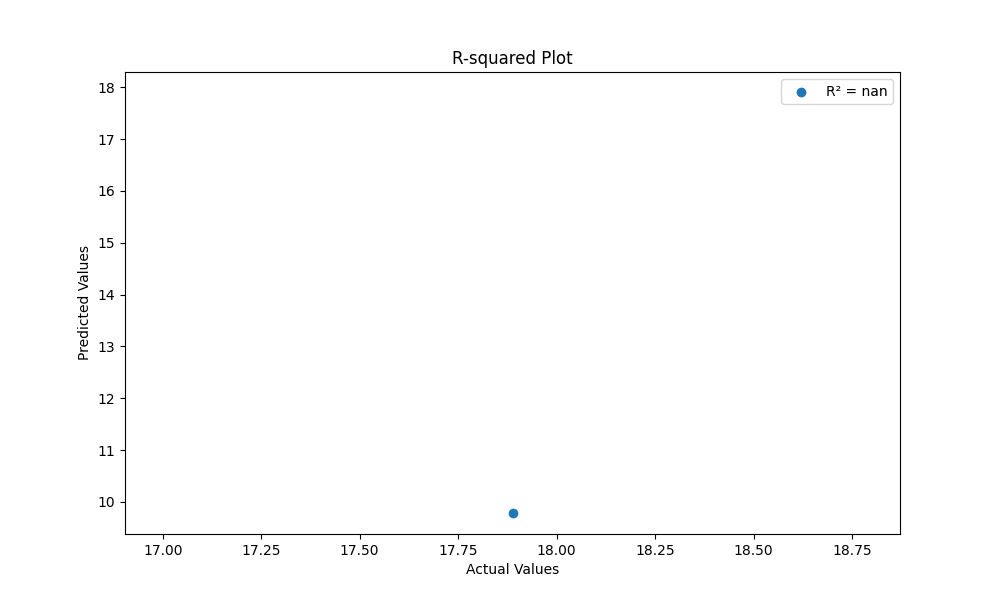 R-squared Plot
R² = nan
Predicted Values
18
17
16
15
14
13
12
11
10
17.00 17.25 17.50 17.75 18.00 18.25 18.50 18.75
Actual Values